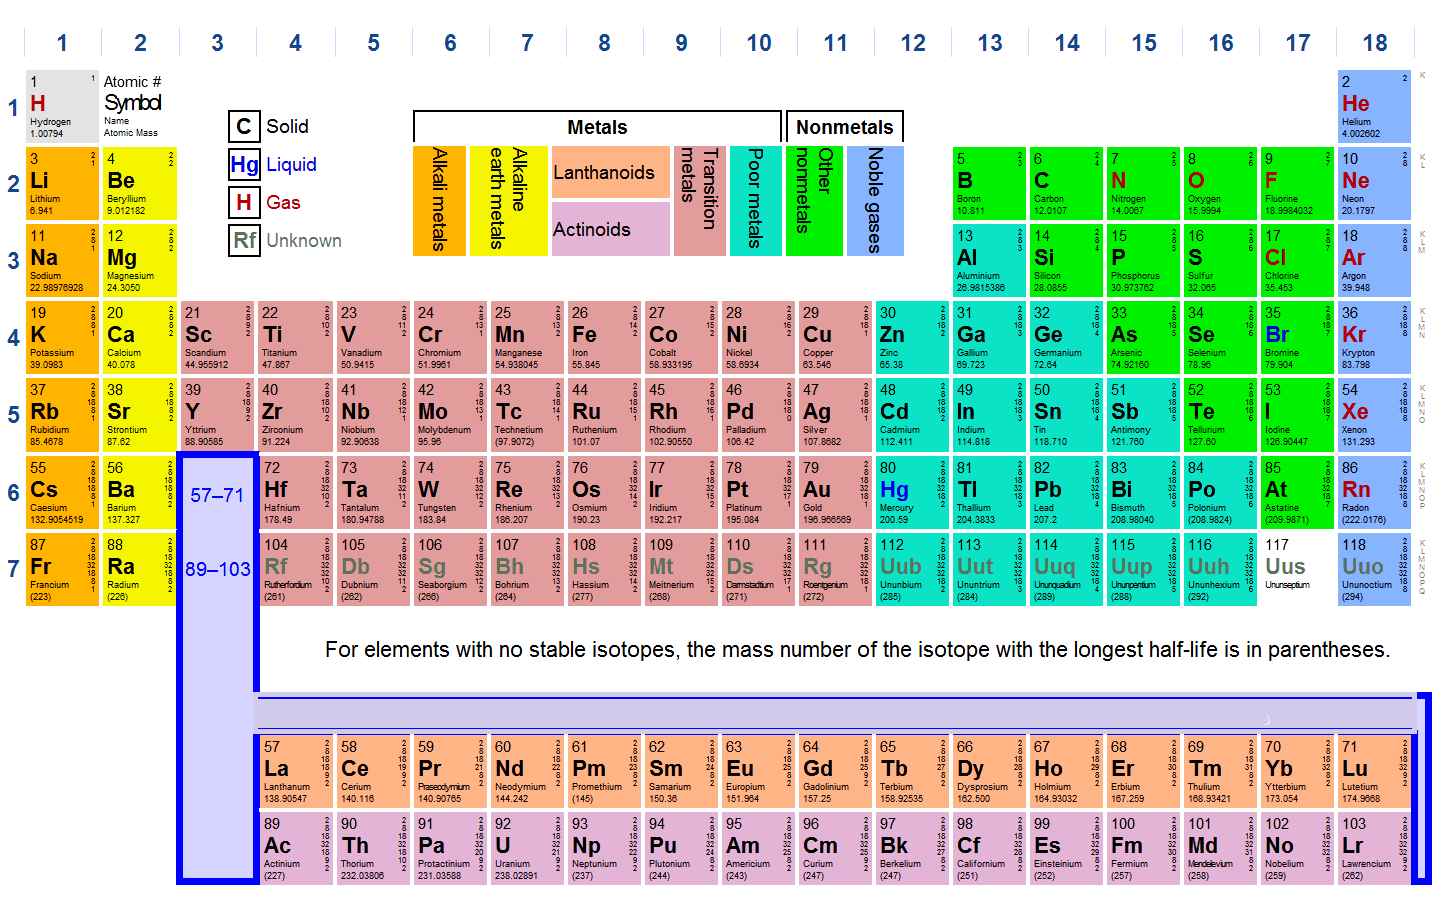 1 2 3 4 5 6 7 8 9 10 11 12 13 14 15 16 17 18
1
1 1
H
Hydrogen
1.00794
Atomic #
Symbol
Name
Atomic Mass
C Solid
Hg Liquid
H Gas
Rf Unknown
Metals
Nonmetals
Alkali metals
Alkaline earth metals
Lanthanoids
Actinoids
Transition metals
Poor metals
Other nonmetals
Noble gases
2 2
He
Helium
4.002602
K
2
3 Li Lithium 6.941
4 Be Beryllium 9.012182
5 B Boron 10.811
6 C Carbon 12.0107
7 N Nitrogen 14.0067
8 O Oxygen 15.9994
9 F Fluorine 18.9984032
10 Ne Neon 20.1797
K L
3
11 Na Sodium 22.98976928
12 Mg Magnesium 24.3050
13 Al Aluminium 26.9815386
14 Si Silicon 28.0855
15 P Phosphorus 30.973762
16 S Sulfur 32.065
17 Cl Chlorine 35.453
18 Ar Argon 39.948
K L M
4
19 K Potassium 39.0983
20 Ca Calcium 40.078
21 Sc Scandium 44.955912
22 Ti Titanium 47.867
23 V Vanadium 50.9415
24 Cr Chromium 51.9961
25 Mn Manganese 54.938045
26 Fe Iron 55.845
27 Co Cobalt 58.933195
28 Ni Nickel 58.6934
29 Cu Copper 63.546
30 Zn Zinc 65.38
31 Ga Gallium 69.723
32 Ge Germanium 72.64
33 As Arsenic 74.92160
34 Se Selenium 78.96
35 Br Bromine 79.904
36 Kr Krypton 83.798
K L M N
5
37 Rb Rubidium 85.4678
38 Sr Strontium 87.62
39 Y Yttrium 88.90585
40 Zr Zirconium 91.224
41 Nb Niobium 92.90638
42 Mo Molybdenum 95.96
43 Tc Technetium (97.9072)
44 Ru Ruthenium 101.07
45 Rh Rhodium 102.90550
46 Pd Palladium 106.42
47 Ag Silver 107.8682
48 Cd Cadmium 112.411
49 In Indium 114.818
50 Sn Tin 118.710
51 Sb Antimony 121.760
52 Te Tellurium 127.60
53 I Iodine 126.90447
54 Xe Xenon 131.293
K L M N O
6
55 Cs Caesium 132.9054519
56 Ba Barium 137.327
57–71
72 Hf Hafnium 178.49
73 Ta Tantalum 180.94788
74 W Tungsten 183.84
75 Re Rhenium 186.207
76 Os Osmium 190.23
77 Ir Iridium 192.217
78 Pt Platinum 195.084
79 Au Gold 196.966569
80 Hg Mercury 200.59
81 Tl Thallium 204.3833
82 Pb Lead 207.2
83 Bi Bismuth 208.98040
84 Po Polonium (208.9824)
85 At Astatine (209.9871)
86 Rn Radon (222.0176)
K L M N O P
7
87 Fr Francium (223)
88 Ra Radium (226)
89–103
104 Rf Rutherfordium (261)
105 Db Dubnium (262)
106 Sg Seaborgium (266)
107 Bh Bohrium (264)
108 Hs Hassium (277)
109 Mt Meitnerium (268)
110 Ds Darmstadtium (271)
111 Rg Roentgenium (272)
112 Uub Ununbium (285)
113 Uut Ununtrium (284)
114 Uuq Ununquadium (289)
115 Uup Ununpentium (288)
116 Uuh Ununhexium (292)
117 Uus Ununseptium
118 Uuo Ununoctium (294)
K L M N O P Q
For elements with no stable isotopes, the mass number of the isotope with the longest half-life is in parentheses.
57 La Lanthanum 138.90547
58 Ce Cerium 140.116
59 Pr Praseodymium 140.90765
60 Nd Neodymium 144.242
61 Pm Promethium (145)
62 Sm Samarium 150.36
63 Eu Europium 151.964
64 Gd Gadolinium 157.25
65 Tb Terbium 158.92535
66 Dy Dysprosium 162.500
67 Ho Holmium 164.93032
68 Er Erbium 167.259
69 Tm Thulium 168.93421
70 Yb Ytterbium 173.054
71 Lu Lutetium 174.9668
89 Ac Actinium (227)
90 Th Thorium 232.03806
91 Pa Protactinium 231.03588
92 U Uranium 238.02891
93 Np Neptunium (237)
94 Pu Plutonium (244)
95 Am Americium (243)
96 Cm Curium (247)
97 Bk Berkelium (247)
98 Cf Californium (251)
99 Es Einsteinium (252)
100 Fm Fermium (257)
101 Md Mendelevium (258)
102 No Nobelium (259)
103 Lr Lawrencium (262)